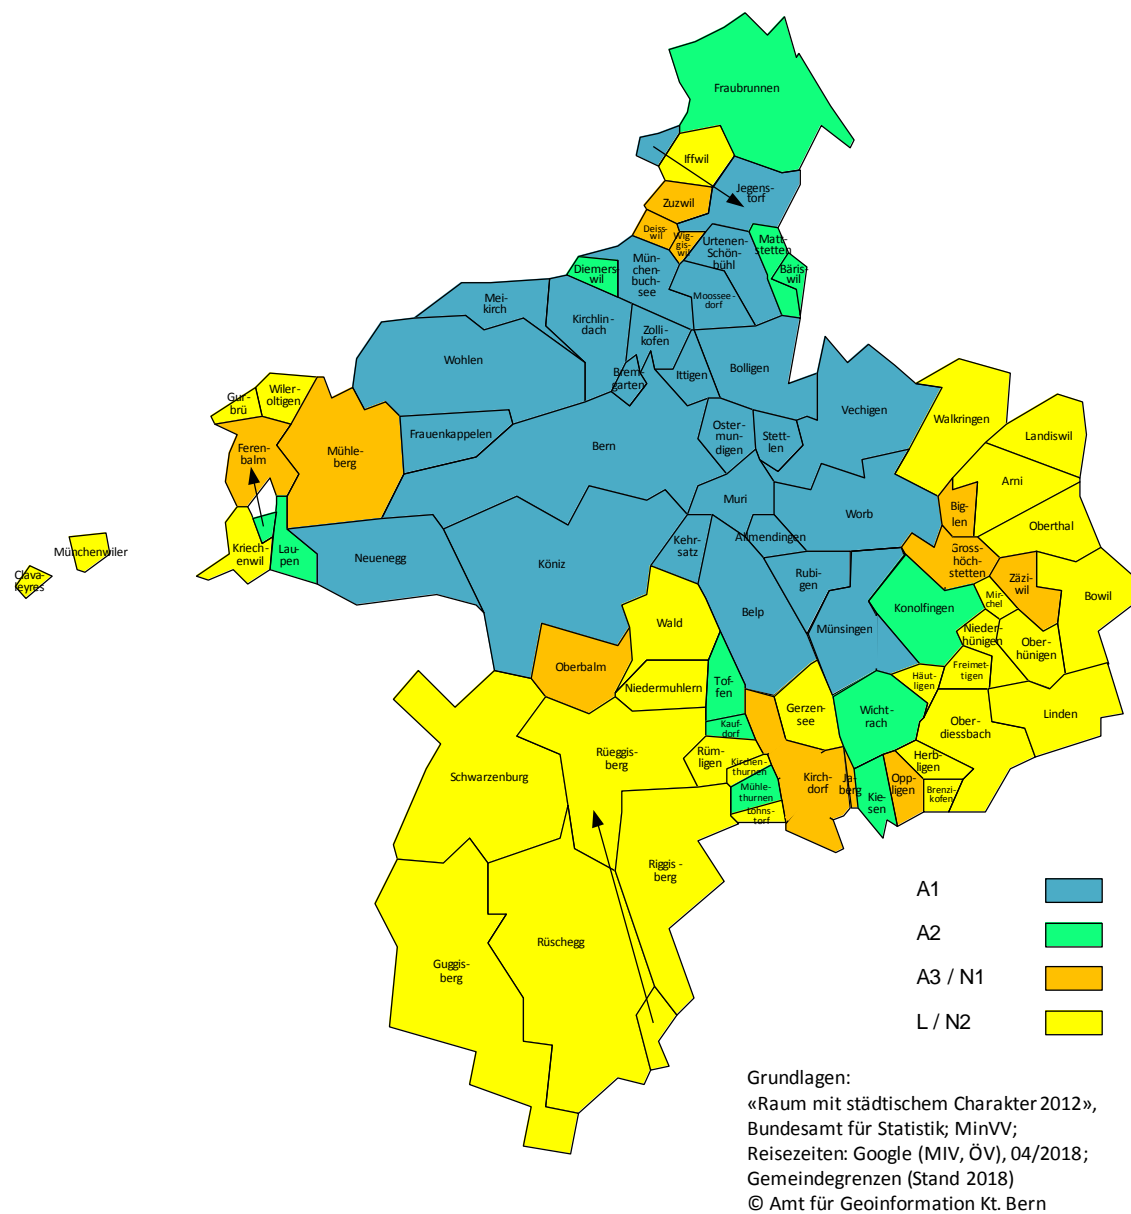 Fraubrunnen
Iffwil
Jegens-
torf
Zuzwil
Deiss-
wil
Wig-
gis-
wil
Urtenen-
Schön-
bühl
Matt-
stetten
Bäris-
wil
Diemers-
wil
Mün-
chen-
buch-
see
Moossee-
dorf
Mei-
kirch
Kirchlin-
dach
Zolli-
kofen
Wohlen
Brem-
garten
Ittigen
Bolligen
Gur-
brü
Wiler-
oltigen
Vechigen
Walkringen
Landiswil
Frauenkappelen
Bern
Oster-
mun-
digen
Stett-
len
Feren-
balm
Mühle-
berg
Arni
Muri
Worb
Big-
len
Oberthal
Münchenwiler
Clava-
leyres
Kriech-
enwil
Lau-
pen
Neuenegg
Köniz
Kehr-
satz
Allmendingen
Gross-
höch-
stetten
Rubi-
gen
Zäzi-
wil
Bowil
Mir-
chel
Konolfingen
Belp
Münsingen
Wald
Nieder-
hünigen
Ober-
hünigen
Oberbalm
Niedermuhlern
Tof-
fen
Häut-
ligen
Freimet-
tigen
Gerzen-
see
Wicht-
rach
Linden
Kauf-
dorf
Ober-
diessbach
Rüeggis-
berg
Rüm-
ligen
Kirchen-
thurnen
Herb-
ligen
Schwarzenburg
Mühle-
thurnen
Kirch-
dorf
Ja-
berg
Kie-
sen
Opp-
ligen
Brenzi-
kofen
Lohns-
torf
Riggis -
berg
Rüschegg
Guggis-
berg
A1
A2
A3 / N1
L / N2
Grundlagen:
«Raum mit städtischem Charakter 2012»,
Bundesamt für Statistik; MinVV;
Reisezeiten: Google (MIV, ÖV), 04/2018;
Gemeindegrenzen (Stand 2018)
© Amt für Geoinformation Kt. Bern